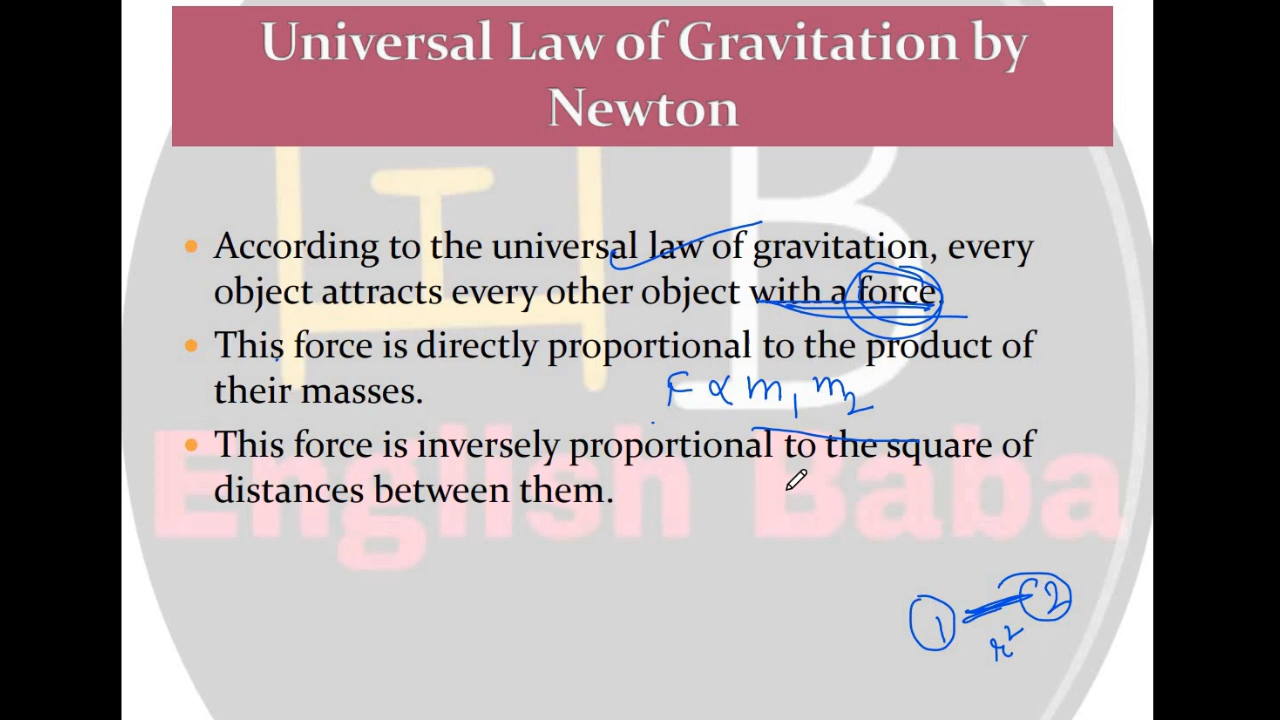 Universal Law of Gravitation by
Newton
• According to the universal law of gravitation, every
object attracts every other object with a force.
• This force is directly proportional to the product of
their masses.
F ∝ m₁ m₂
• This force is inversely proportional to the square of
distances between them.
English Baba
1 2
r²